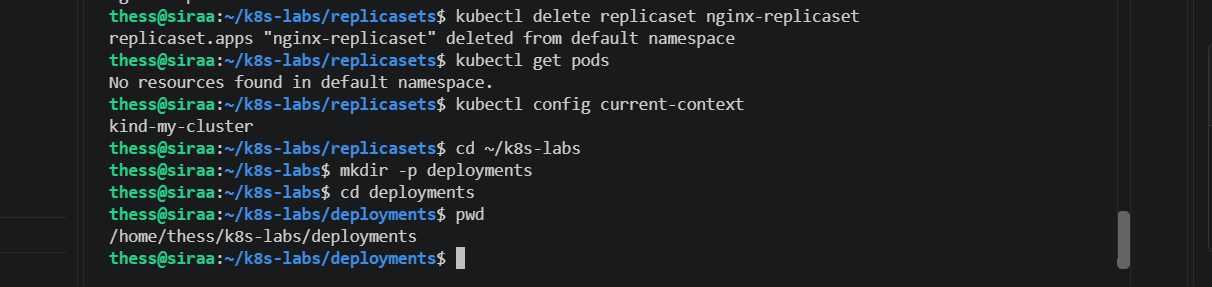 thess@siraa:~/k8s-labs/replicasets$ kubectl delete replicaset nginx-replicaset
replicaset.apps "nginx-replicaset" deleted from default namespace
thess@siraa:~/k8s-labs/replicasets$ kubectl get pods
No resources found in default namespace.
thess@siraa:~/k8s-labs/replicasets$ kubectl config current-context
kind-my-cluster
thess@siraa:~/k8s-labs/replicasets$ cd ~/k8s-labs
thess@siraa:~/k8s-labs$ mkdir -p deployments
thess@siraa:~/k8s-labs$ cd deployments
thess@siraa:~/k8s-labs/deployments$ pwd
/home/thess/k8s-labs/deployments
thess@siraa:~/k8s-labs/deployments$